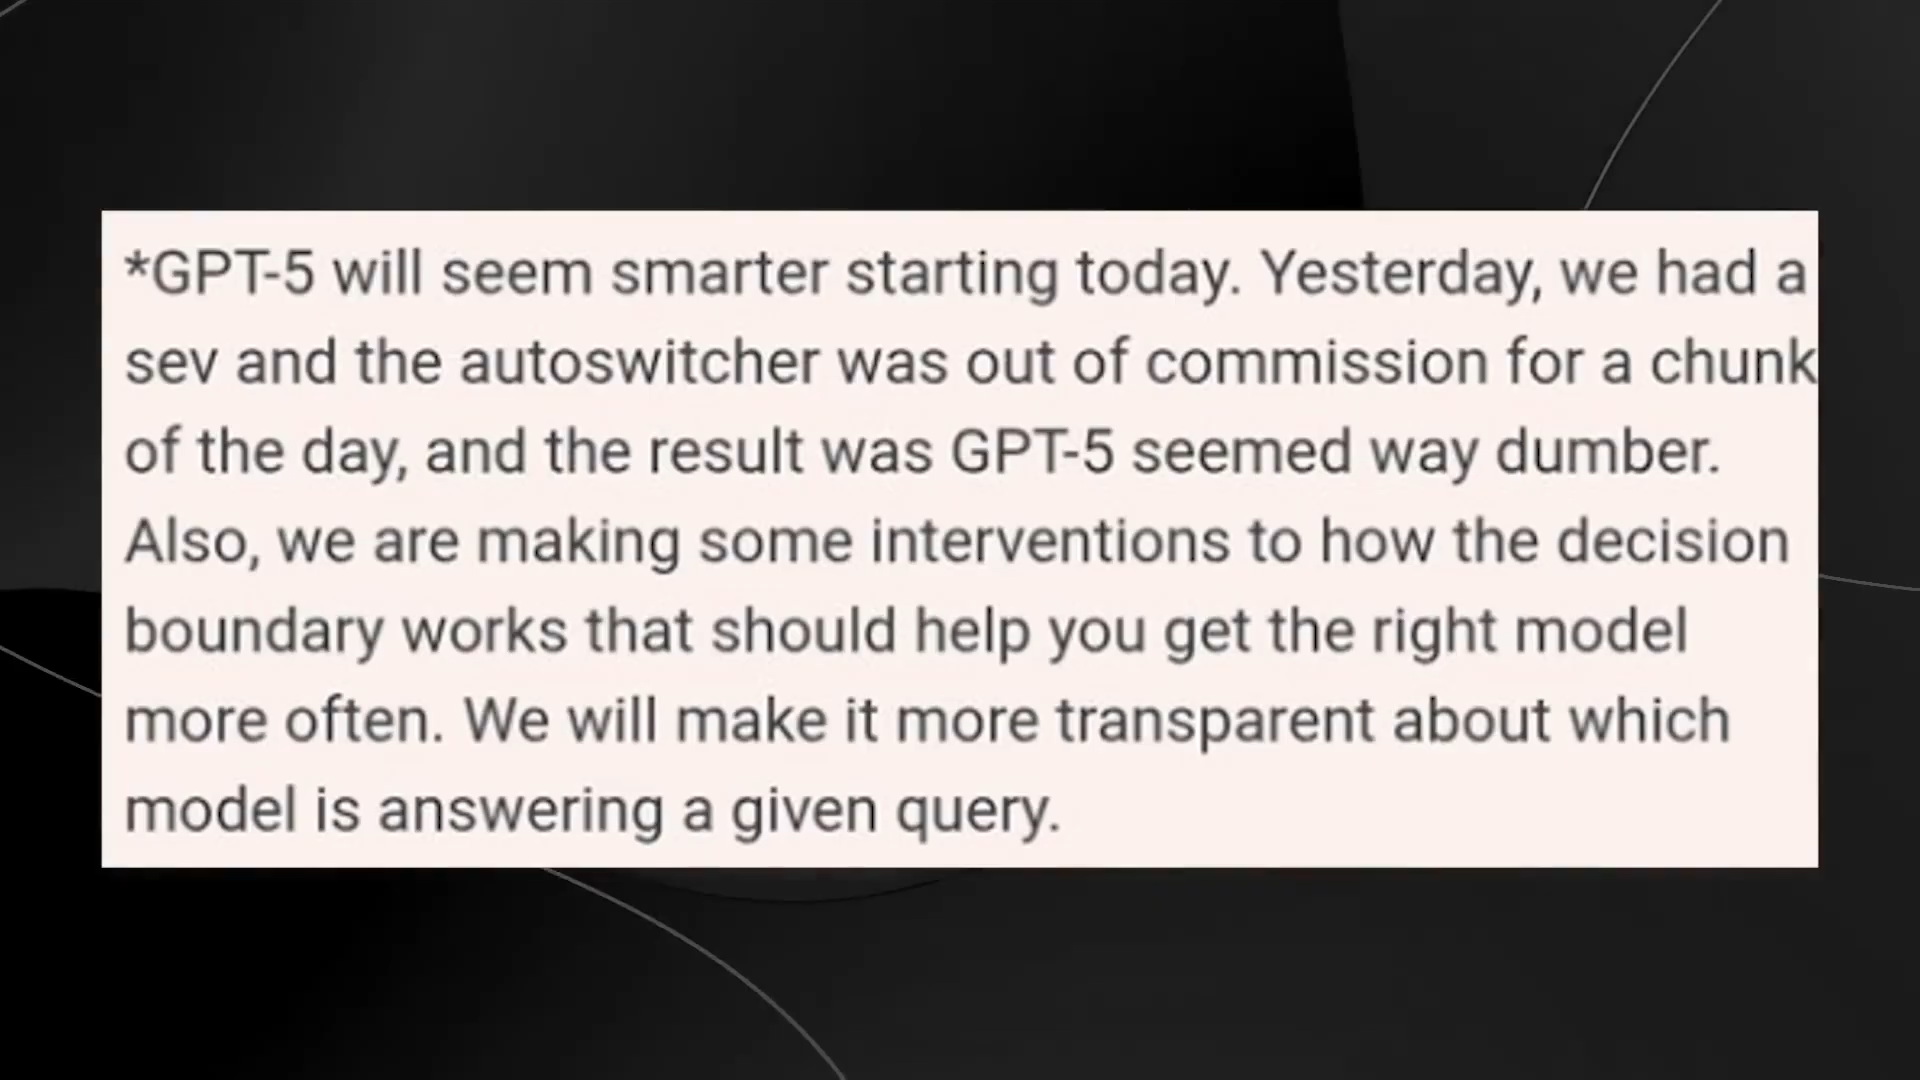 *GPT-5 will seem smarter starting today. Yesterday, we had a
sev and the autoswitcher was out of commission for a chunk
of the day, and the result was GPT-5 seemed way dumber.
Also, we are making some interventions to how the decision
boundary works that should help you get the right model
more often. We will make it more transparent about which
model is answering a given query.